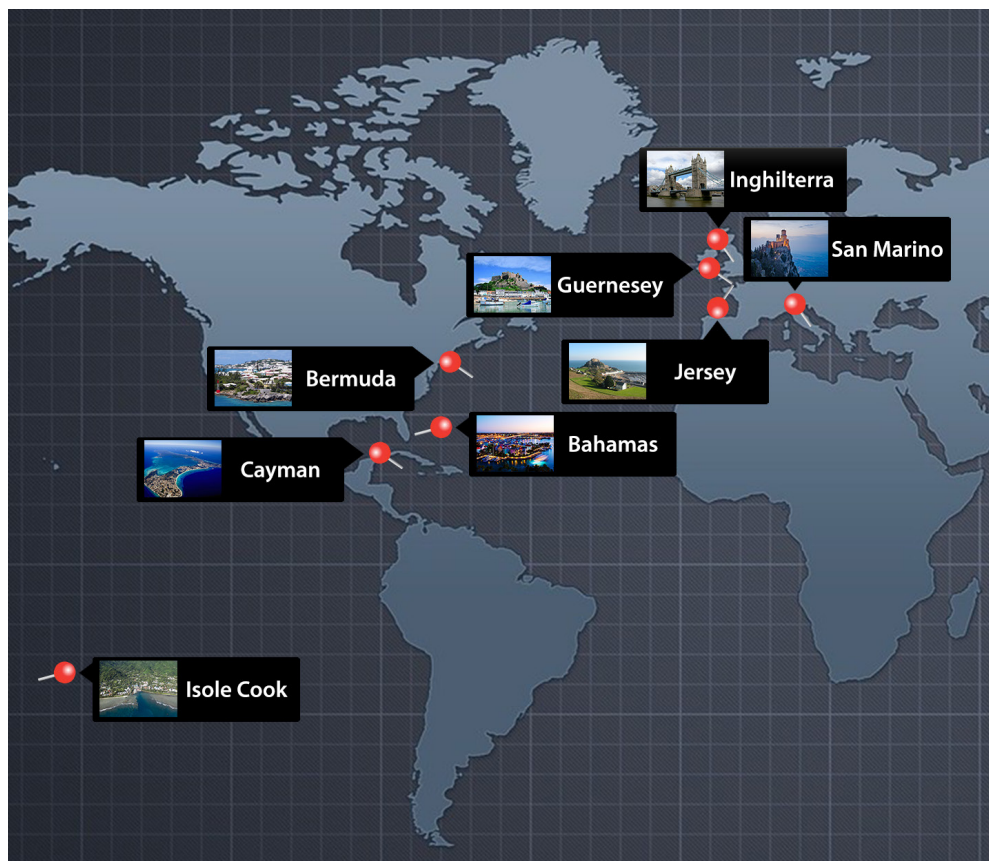 Inghilterra
San Marino
Guernesey
Jersey
Bermuda
Bahamas
Cayman
Isole Cook